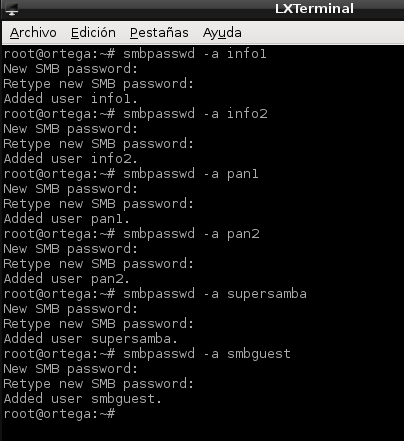 LXTerminal
Archivo Edición Pestañas Ayuda
root@ortega:~# smbpasswd -a info1
New SMB password:
Retype new SMB password:
Added user info1.
root@ortega:~# smbpasswd -a info2
New SMB password:
Retype new SMB password:
Added user info2.
root@ortega:~# smbpasswd -a pan1
New SMB password:
Retype new SMB password:
Added user pan1.
root@ortega:~# smbpasswd -a pan2
New SMB password:
Retype new SMB password:
Added user pan2.
root@ortega:~# smbpasswd -a supersamba
New SMB password:
Retype new SMB password:
Added user supersamba.
root@ortega:~# smbpasswd -a smbguest
New SMB password:
Retype new SMB password:
Added user smbguest.
root@ortega:~#